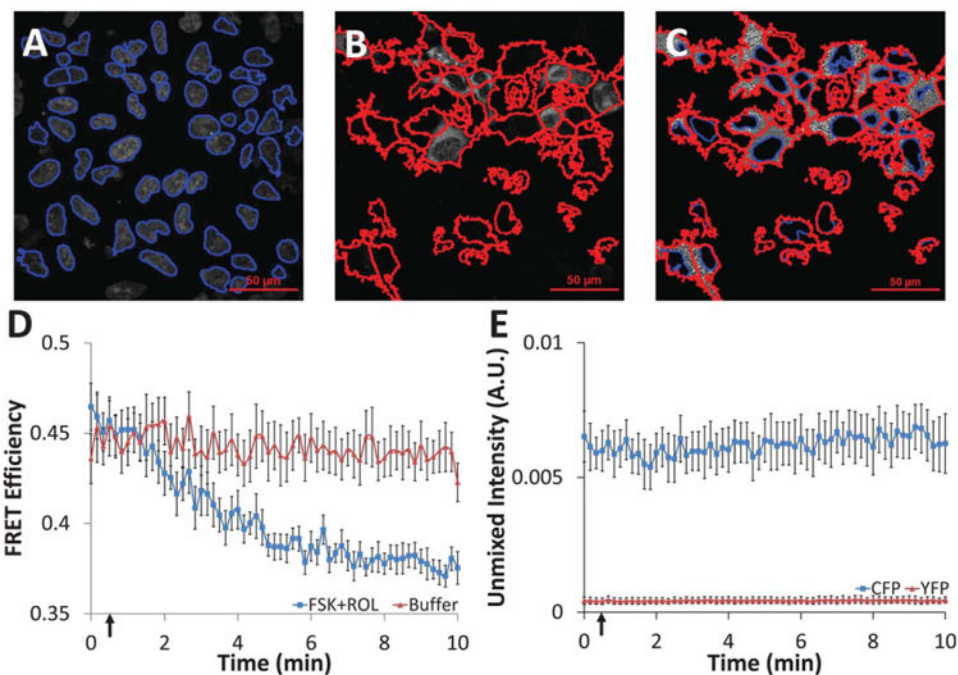 A
B
C
50 µm
50 µm
50 µm
D
FRET Efficiency
0.5
0.45
0.4
0.35
FSK+ROL
Buffer
0
2
4
6
8
10
Time (min)
E
Unmixed Intensity (A.U.)
0.01
0.005
0
CFP
YFP
0
2
4
6
8
10
Time (min)